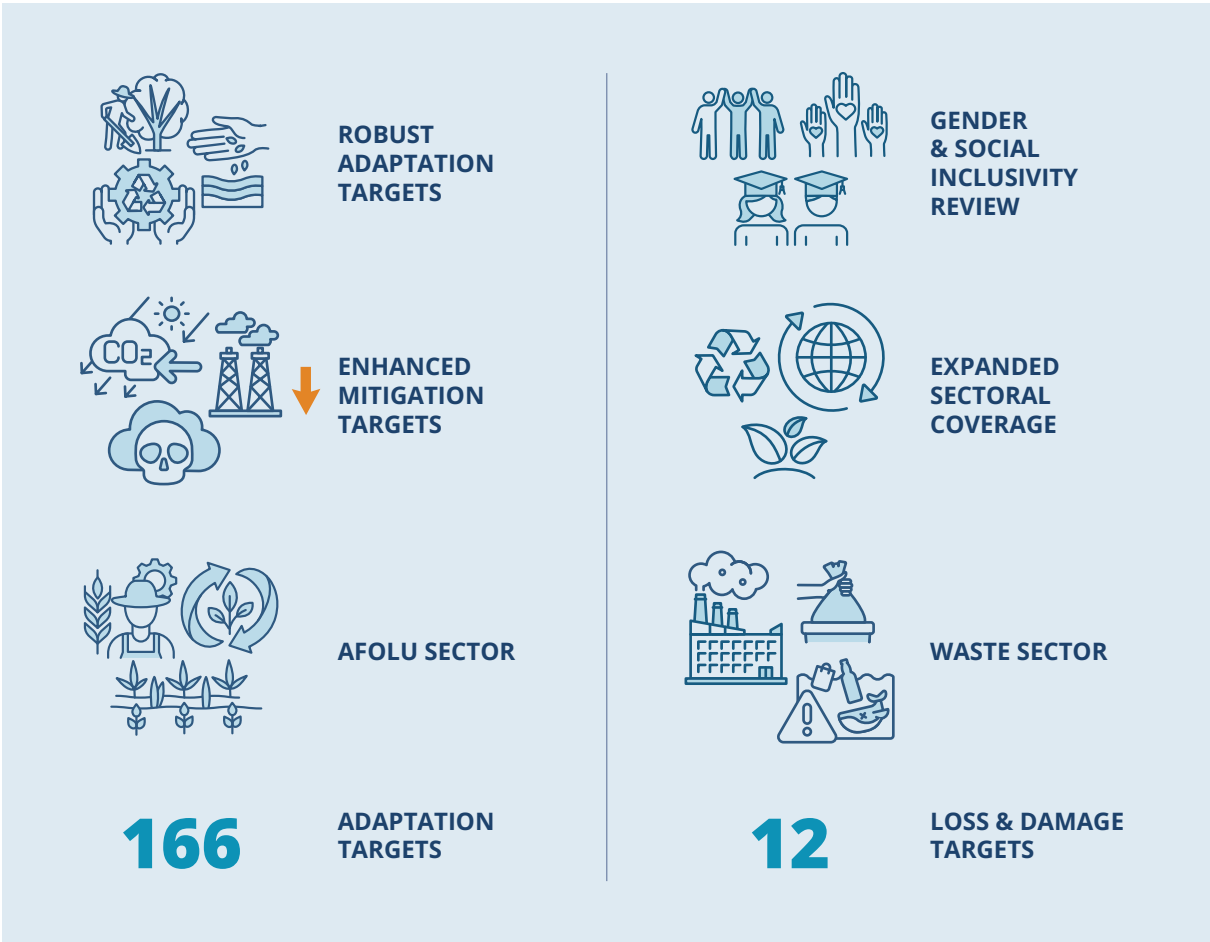 ROBUST
ADAPTATION
TARGETS
CO2
ENHANCED
MITIGATION
TARGETS
AFOLU SECTOR
166
ADAPTATION
TARGETS
GENDER
& SOCIAL
INCLUSIVITY
REVIEW
EXPANDED
SECTORAL
COVERAGE
WASTE SECTOR
12
LOSS & DAMAGE
TARGETS